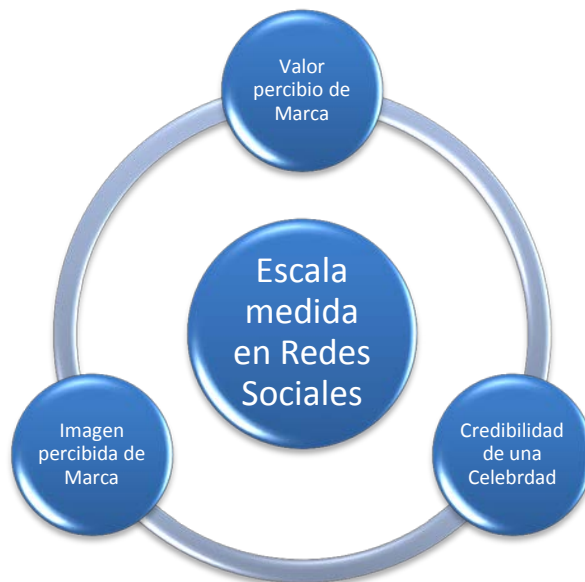 Valor
percibio de
Marca
Escala
medida
en Redes
Sociales
Imagen
percibida de
Marca
Credibilidad
de una
Celebrdad